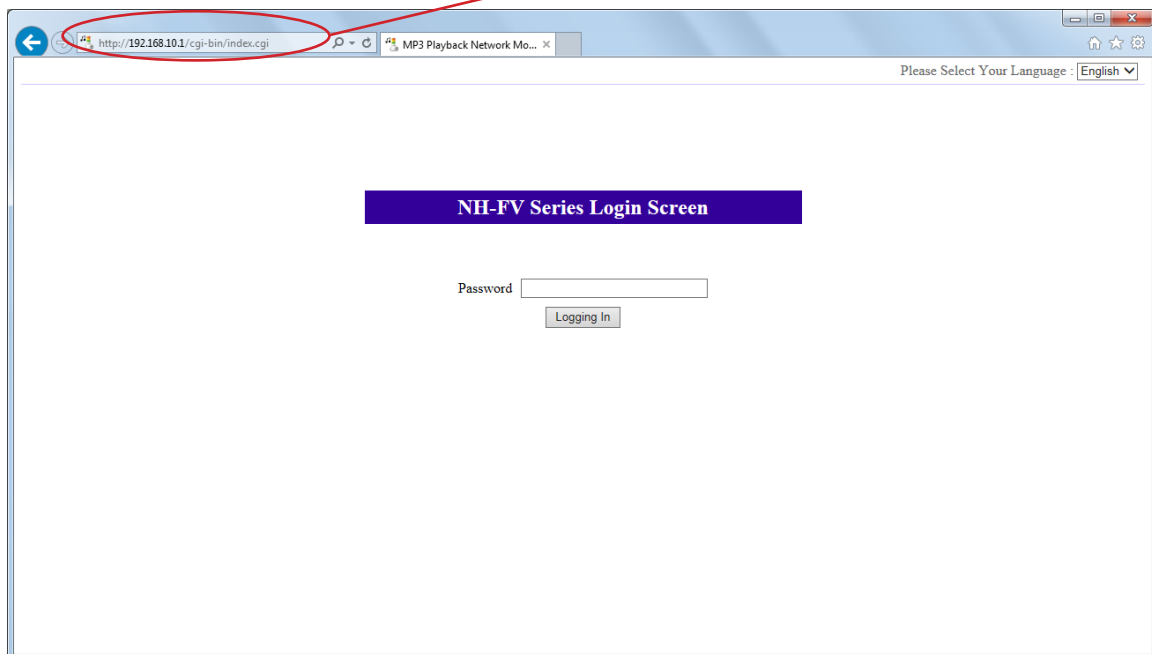 http://192.168.10.1/cgi-bin/index.cgi
MP3 Playback Network Mo...
Please Select Your Language : English
NH-FV Series Login Screen
Password
Logging In